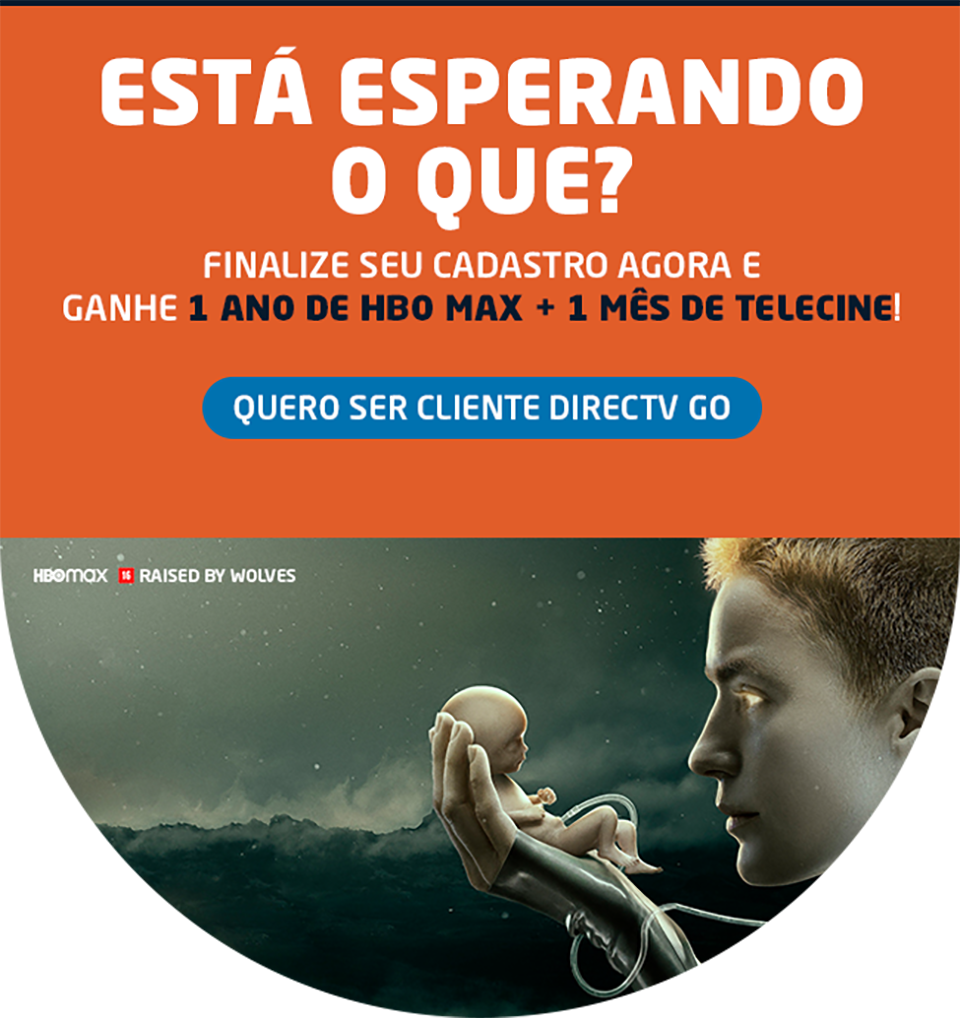 ESTÁ ESPERANDO
O QUE?
FINALIZE SEU CADASTRO AGORA E
GANHE 1 ANO DE HBO MAX + 1 MÊS DE TELECINE!
QUERO SER CLIENTE DIRECTV GO
HBOmax 16 RAISED BY WOLVES